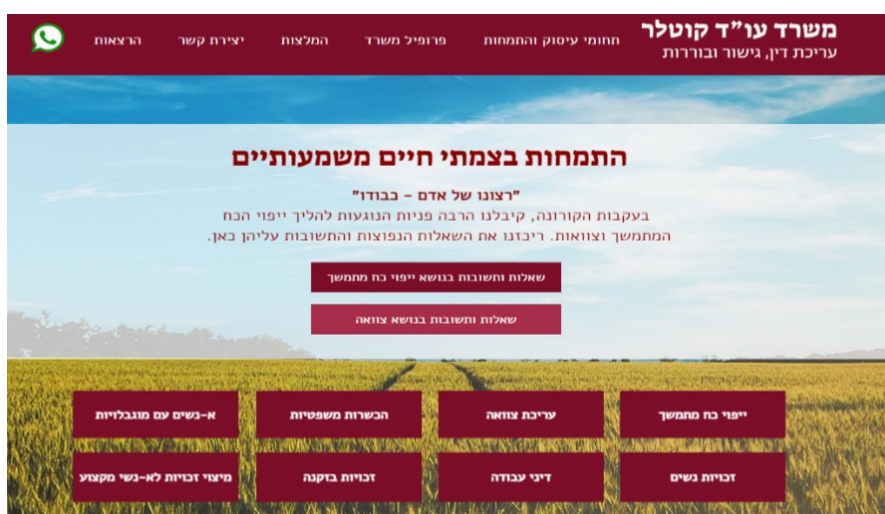 משרד עו"ד קוטלר
עריכת דין, גישור ובוררות
תחומי עיסוק והתמחות
פרופיל משרד
המלצות
יצירת קשר
הרצאות
התמחות בצמתי חיים משמעותיים
"רצונו של אדם – כבודו"
בעקבות הקורונה, קיבלנו הרבה פניות הנוגעות להליך ייפוי הכח
המתמשך וצוואות. ריכזנו את השאלות הנפוצות והתשובות עליהן כאן.
שאלות ותשובות בנושא ייפוי כח מתמשך
שאלות ותשובות בנושא צוואה
ייפוי כח מתמשך
עריכת צוואה
הכשרות משפטיות
א-נשים עם מוגבלויות
זכויות נשים
דיני עבודה
זכויות בזקנה
מיצוי זכויות לא-נשי מקצוע